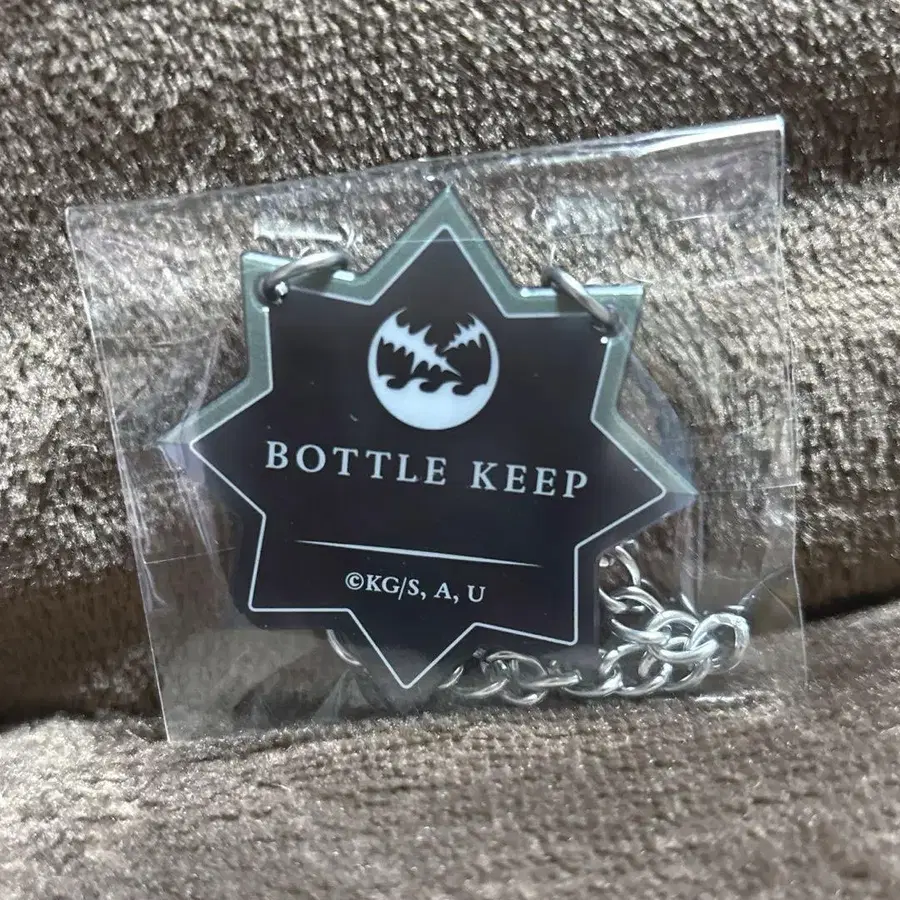 BOTTLE KEEP
©KG/S, A, U